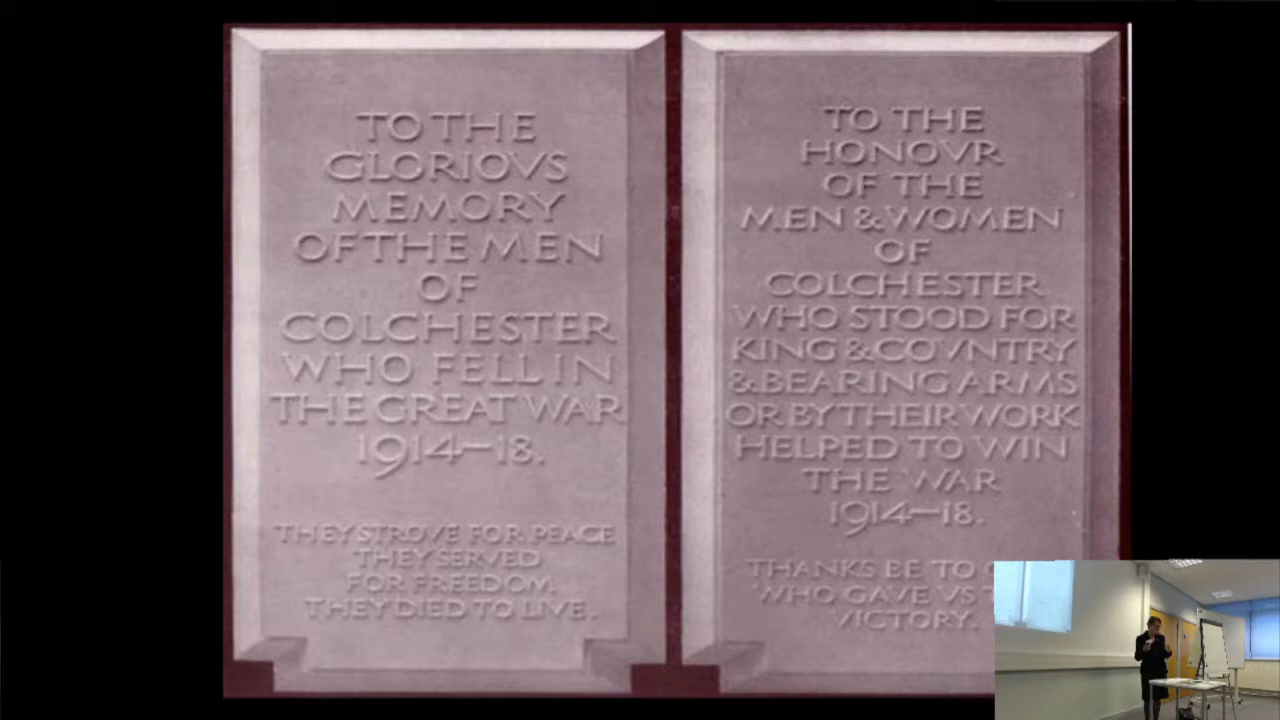 TO THE
GLORIOVS
MEMORY
OF THE MEN
OF
COLCHESTER
WHO FELL IN
THE GREAT WAR
1914–18.
THEY STROVE FOR PEACE
THEY SERVED
FOR FREEDOM,
THEY DIED TO LIVE.
TO THE
HONOVR
OF THE
MEN & WOMEN
OF
COLCHESTER
WHO STOOD FOR
KING & COVNTRY
& BEARING ARMS
OR BY THEIR WORK
HELPED TO WIN
THE WAR
1914–18.
THANKS BE TO
WHO GAVE VS
VICTORY.